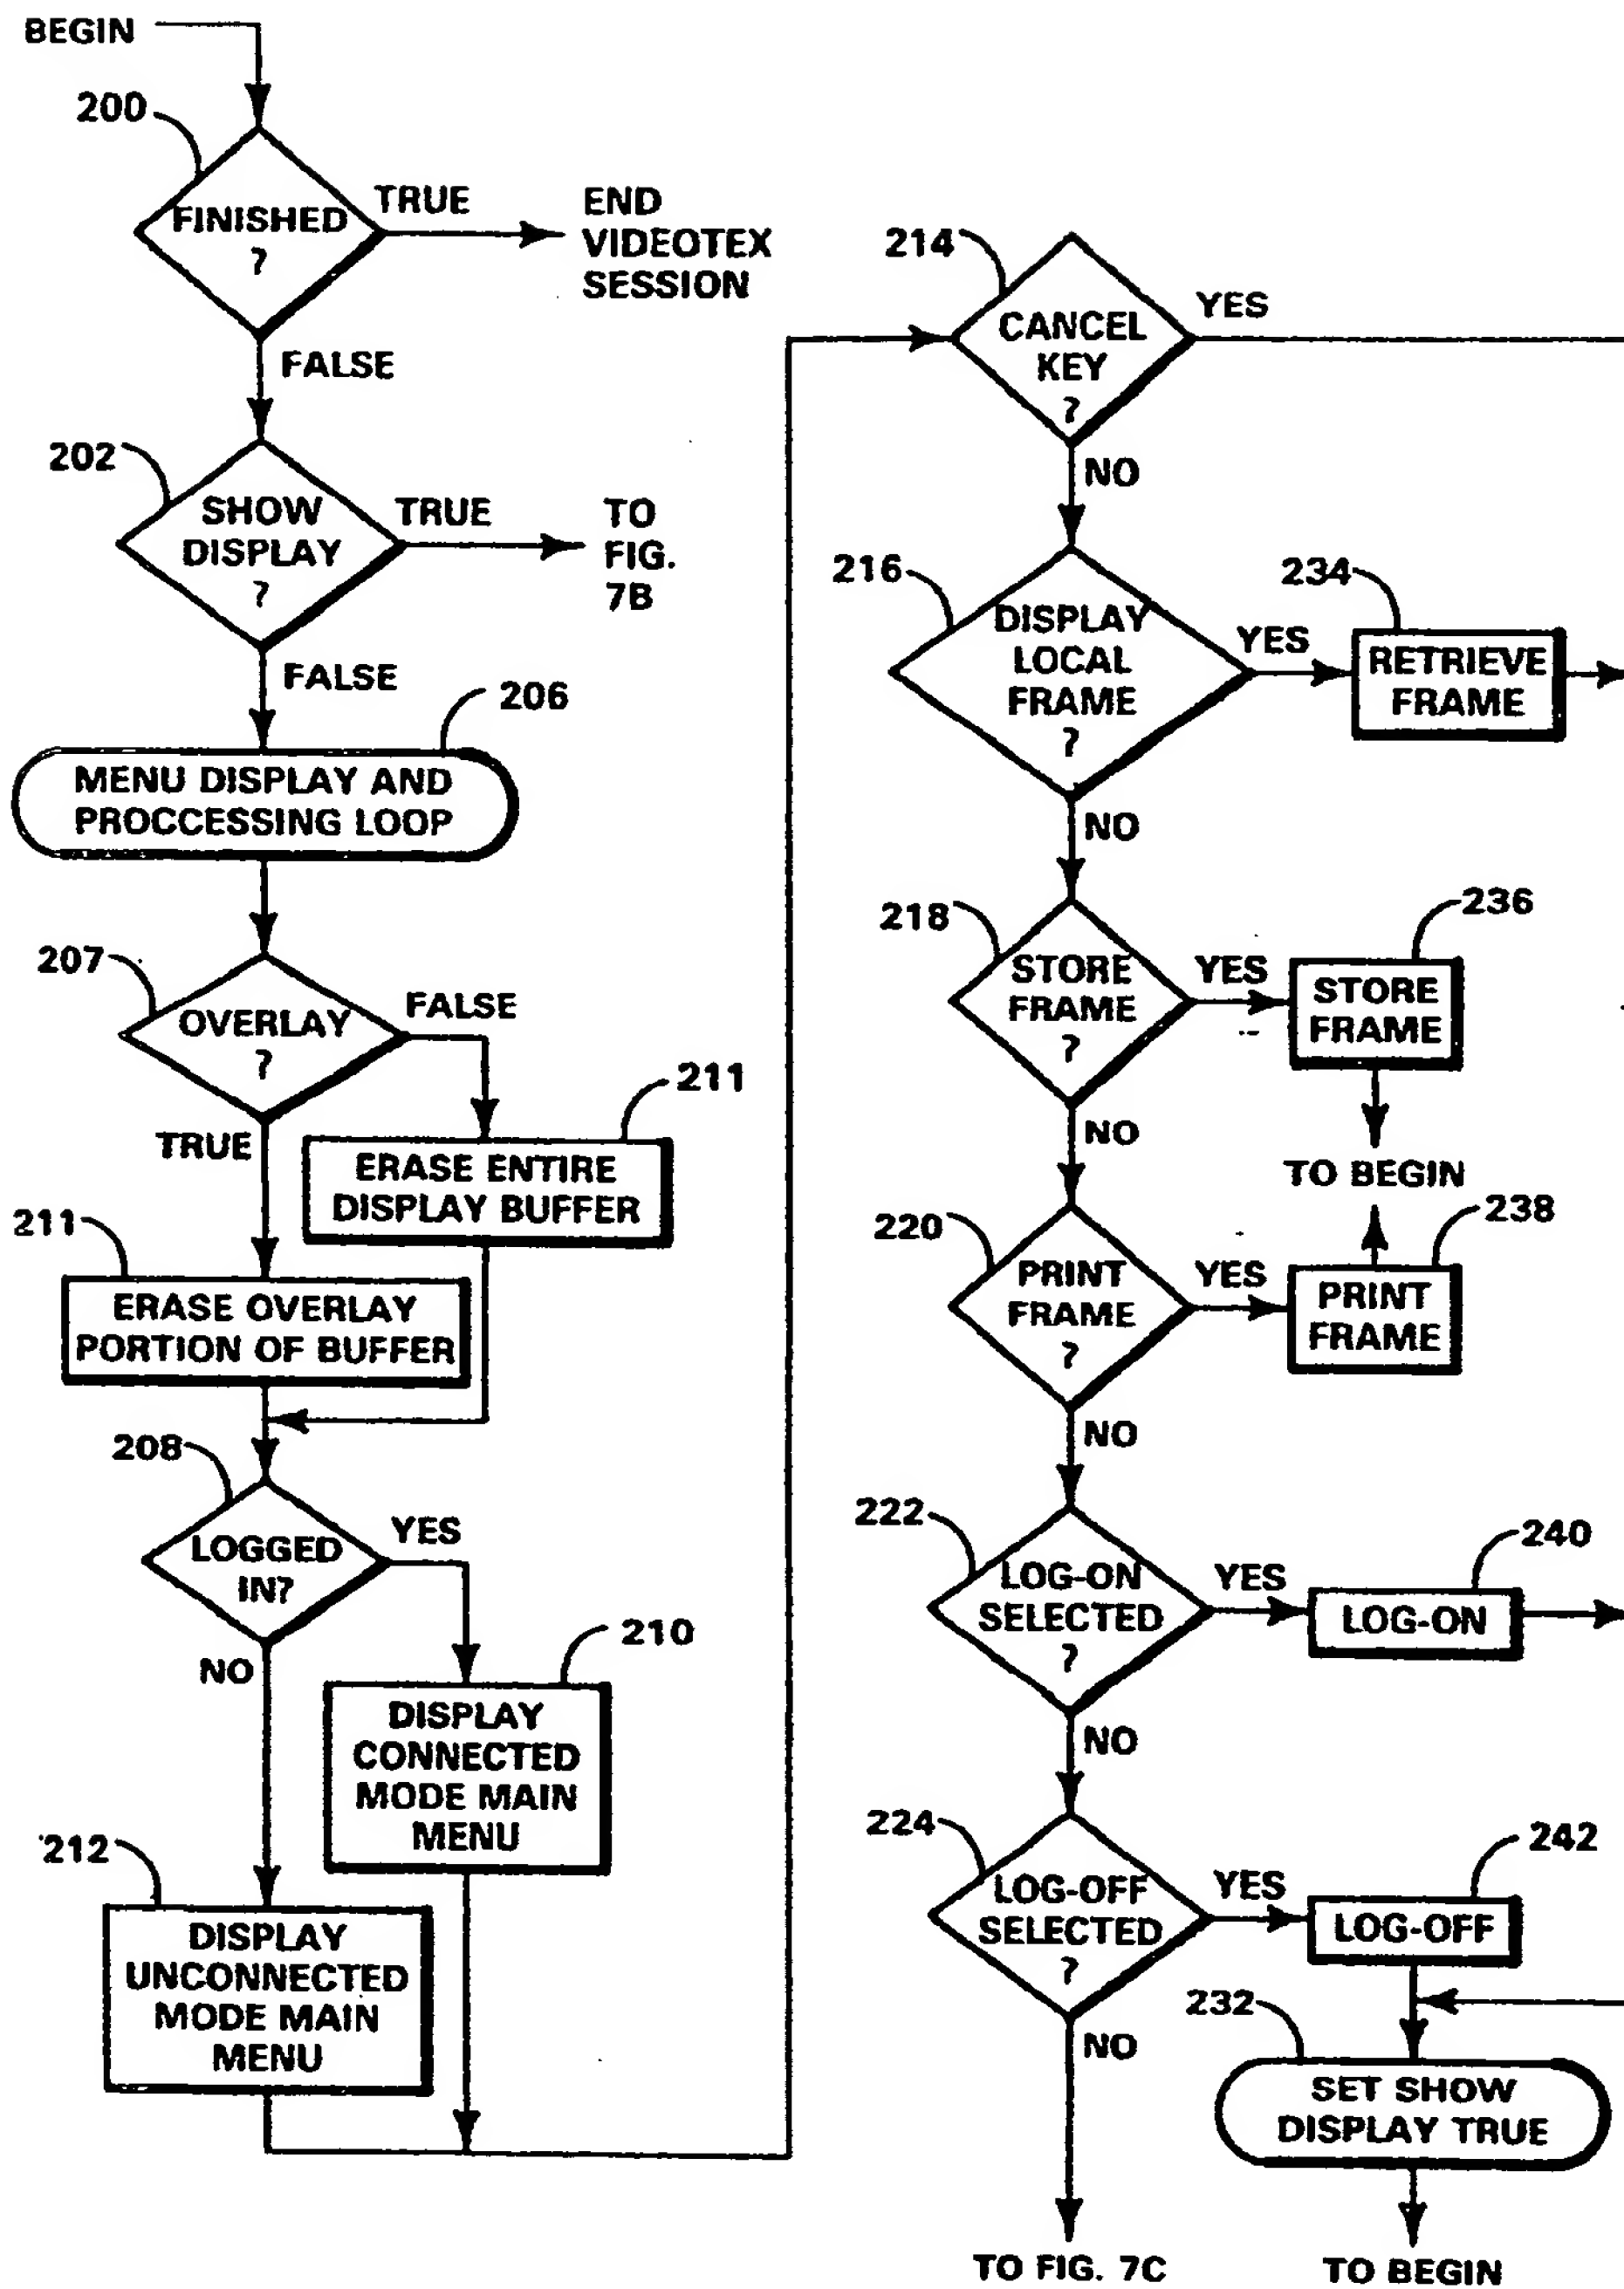 BEGIN
200
FINISHED
?
TRUE
END
VIDEOTEX
SESSION
FALSE
202
SHOW
DISPLAY
?
TRUE
TO
FIG.
7B
FALSE
206
MENU DISPLAY AND
PROCCESSING LOOP
207
OVERLAY
?
FALSE
TRUE
211
ERASE ENTIRE
DISPLAY BUFFER
211
ERASE OVERLAY
PORTION OF BUFFER
208
LOGGED
IN?
YES
NO
210
DISPLAY
CONNECTED
MODE MAIN
MENU
212
DISPLAY
UNCONNECTED
MODE MAIN
MENU
214
CANCEL
KEY
?
YES
NO
216
DISPLAY
LOCAL
FRAME
?
YES
234
RETRIEVE
FRAME
NO
218
STORE
FRAME
?
YES
236
STORE
FRAME
NO
TO BEGIN
220
PRINT
FRAME
?
YES
238
PRINT
FRAME
NO
222
LOG-ON
SELECTED
?
YES
240
LOG-ON
NO
224
LOG-OFF
SELECTED
?
YES
242
LOG-OFF
NO
232
SET SHOW
DISPLAY TRUE
TO FIG. 7C
TO BEGIN